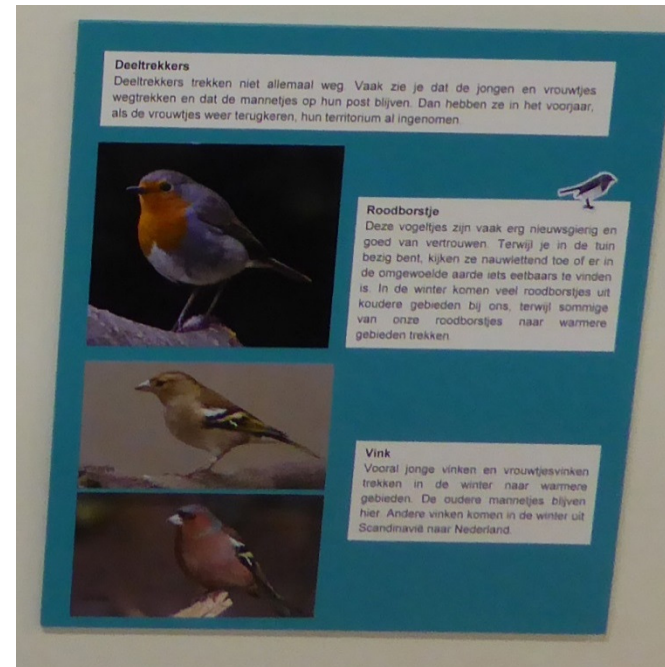 Deeltrekkers
Deeltrekkers trekken niet allemaal weg. Vaak zie je dat de jongen en vrouwtjes
wegtrekken en dat de mannetjes op hun post blijven. Dan hebben ze in het voorjaar,
als de vrouwtjes weer terugkeren, hun territorium al ingenomen.
Roodborstje
Deze vogeltjes zijn vaak erg nieuwsgierig en
goed van vertrouwen. Terwijl je in de tuin
bezig bent, kijken ze nauwlettend toe of er in
de omgewoelde aarde iets eetbaars te vinden
is. In de winter komen veel roodborstjes uit
koudere gebieden bij ons, terwijl sommige
van onze roodborstjes naar warmere
gebieden trekken.
Vink
Vooral jonge vinken en vrouwtjesvinken
trekken in de winter naar warmere
gebieden. De oudere mannetjes blijven
hier. Andere vinken komen in de winter uit
Scandinavië naar Nederland.